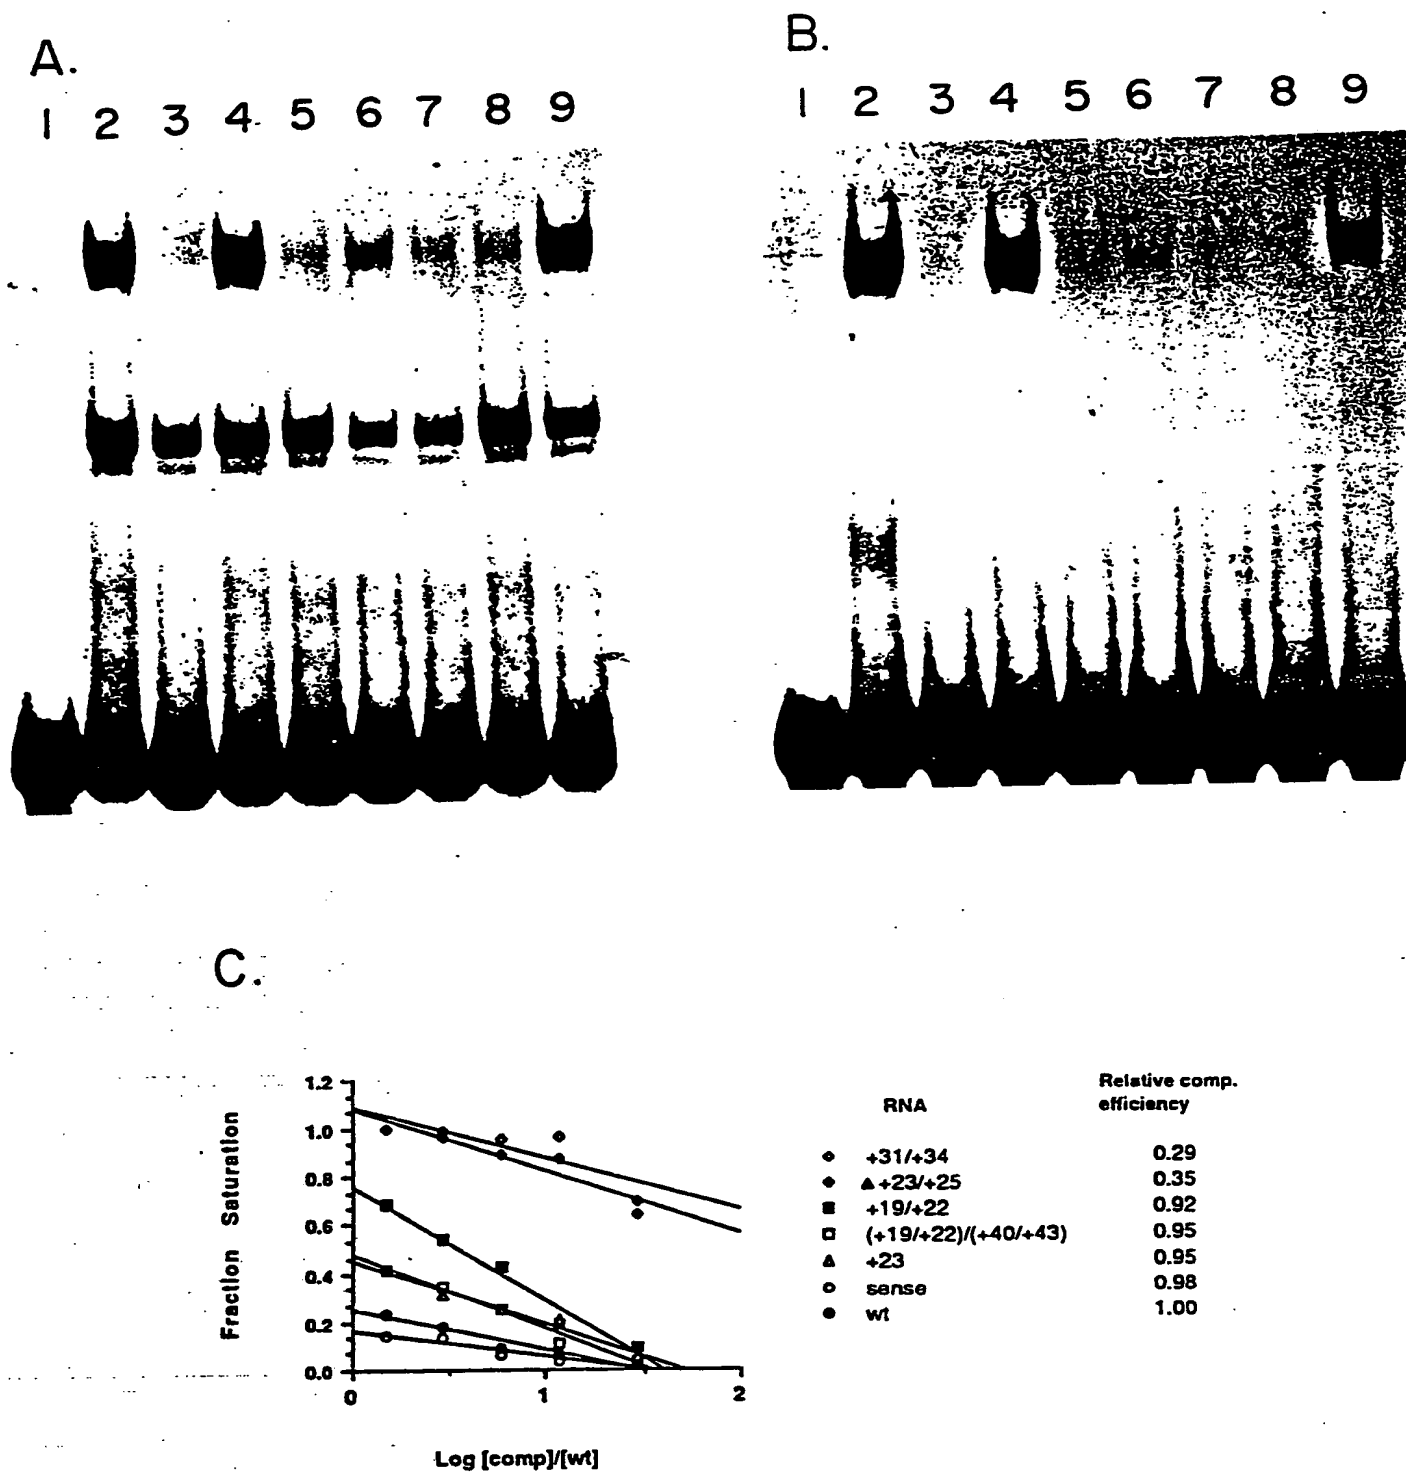 A.
1 2 3 4 5 6 7 8 9
B.
1 2 3 4 5 6 7 8 9
C.
Fraction Saturation
1.2
1.0
0.8
0.6
0.4
0.2
0.0
0 1 2
Log [comp]/[wt]
RNA Relative comp. efficiency
◇ +31/+34 0.29
◆ ▲+23/+25 0.35
■ +19/+22 0.92
□ (+19/+22)/(+40/+43) 0.95
△ +23 0.95
○ sense 0.98
● wt 1.00